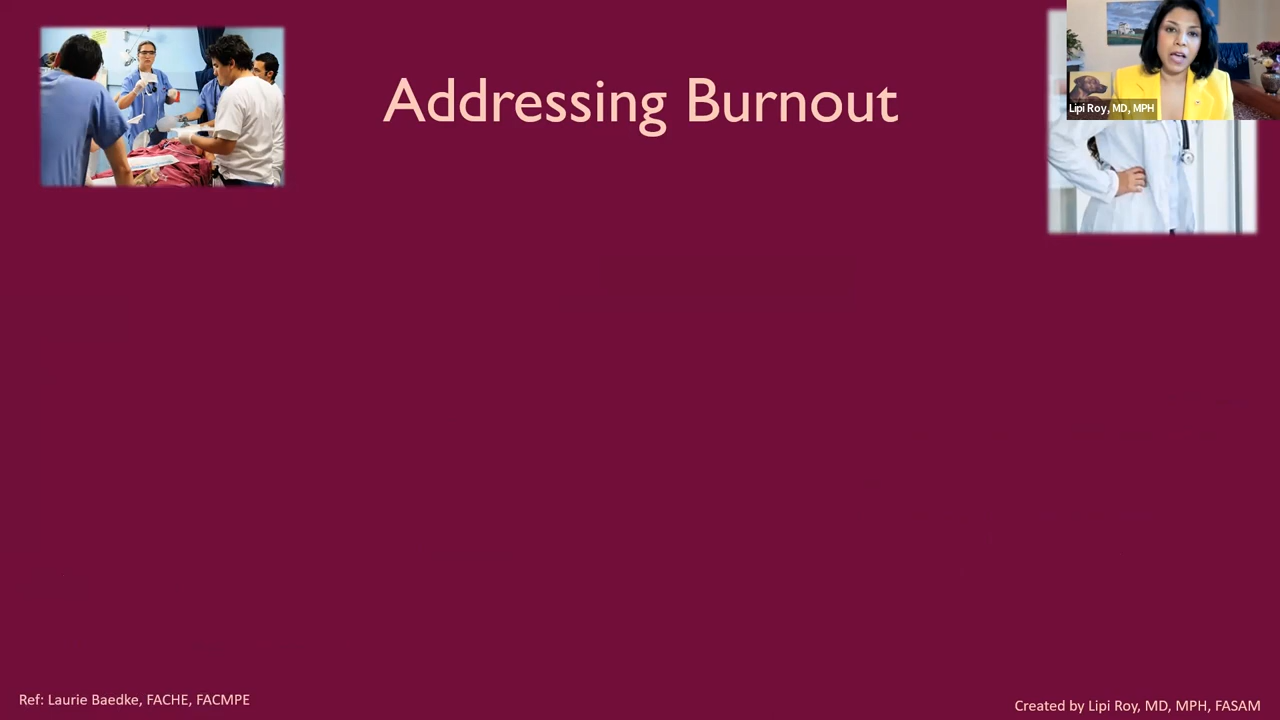 Addressing Burnout
Lipi Roy, MD, MPH
Ref: Laurie Baedke, FACHE, FACMPE
Created by Lipi Roy, MD, MPH, FASAM